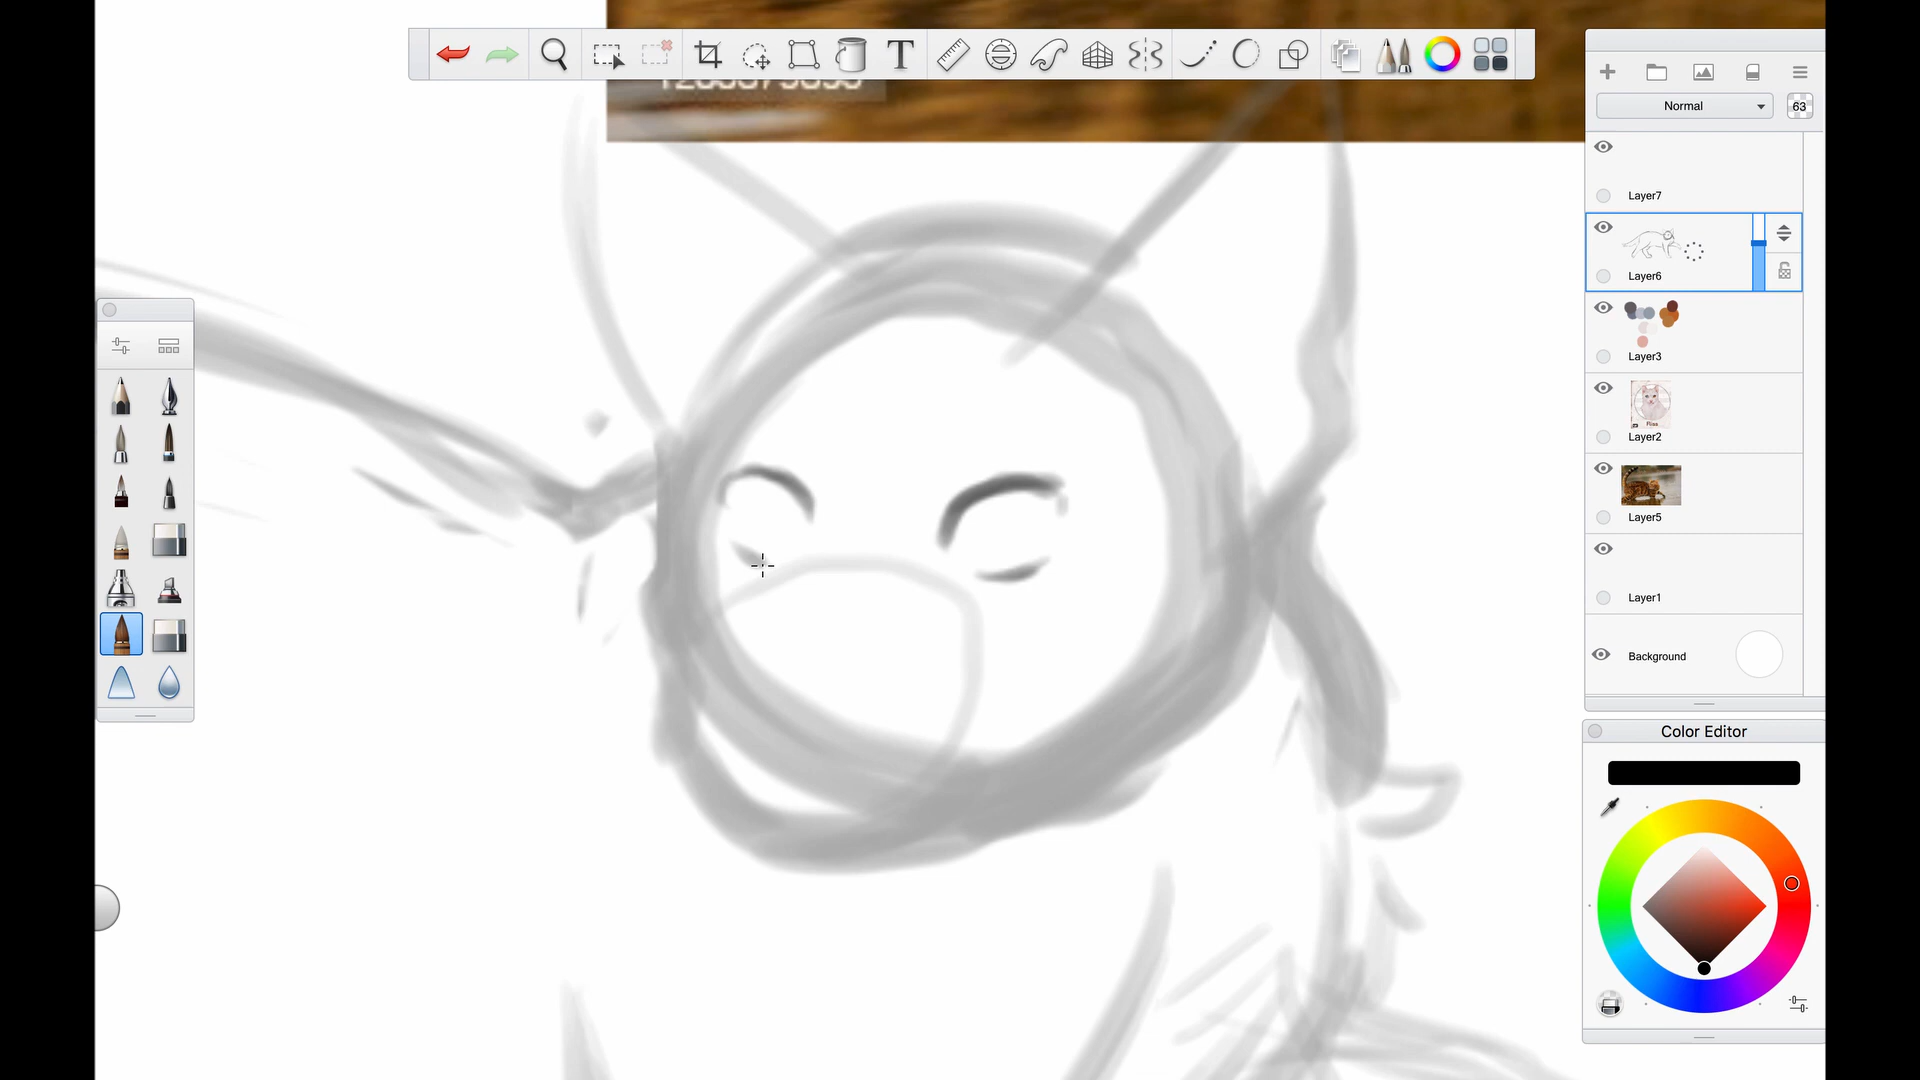 T
Normal
63
Layer7
Layer6
Layer3
Layer2
Layer5
Layer1
Background
Color Editor